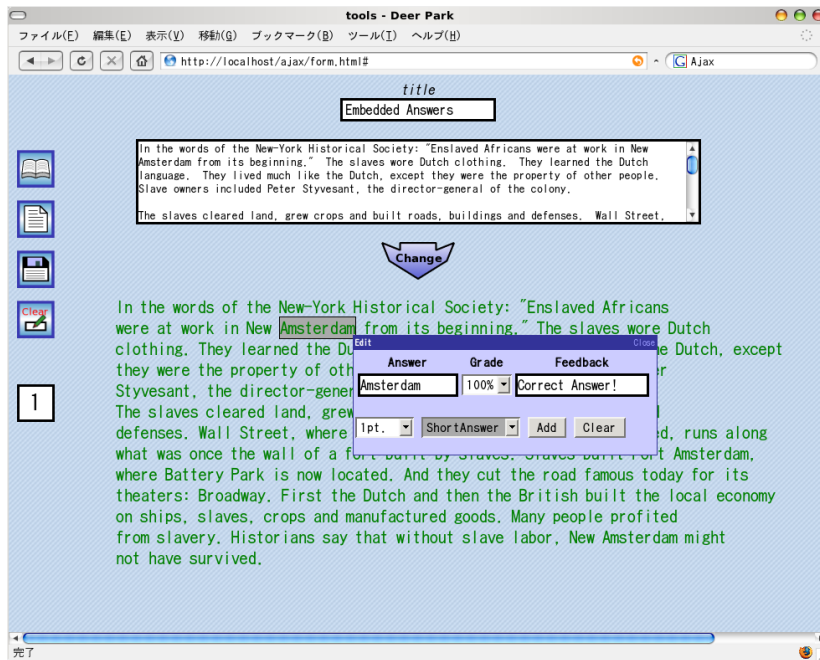 tools - Deer Park
ファイル(F) 編集(E) 表示(V) 移動(G) ブックマーク(B) ツール(T) ヘルプ(H)
http://localhost/ajax/form.html# G Ajax
title
Embedded Answers
In the words of the New-York Historical Society: "Enslaved Africans were at work in New
Amsterdam from its beginning." The slaves wore Dutch clothing. They learned the Dutch
language. They lived much like the Dutch, except they were the property of other people.
Slave owners included Peter Styvesant, the director-general of the colony.
The slaves cleared land, grew crops and built roads, buildings and defenses. Wall Street,
Change
Clear
1
In the words of the New-York Historical Society: "Enslaved Africans
were at work in New Amsterdam from its beginning." The slaves wore Dutch
clothing. They learned the Du e Dutch, except
they were the property of oth r
Styvesant, the director-gener
The slaves cleared land, grew
defenses. Wall Street, where ed, runs along
what was once the wall of a fort built by slaves. Slaves built Fort Amsterdam,
where Battery Park is now located. And they cut the road famous today for its
theaters: Broadway. First the Dutch and then the British built the local economy
on ships, slaves, crops and manufactured goods. Many people profited
from slavery. Historians say that without slave labor, New Amsterdam might
not have survived.
Edit Close
Answer Grade Feedback
Amsterdam 100% Correct Answer!
1pt. ShortAnswer Add Clear
完了